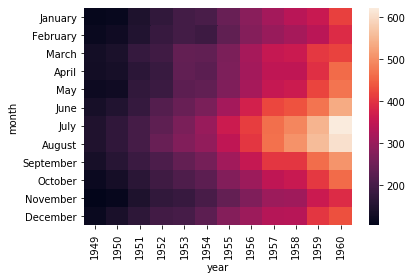 January
February
March
April
May
June
July
August
September
October
November
December
month
1949 1950 1951 1952 1953 1954 1955 1956 1957 1958 1959 1960
year
600
500
400
300
200